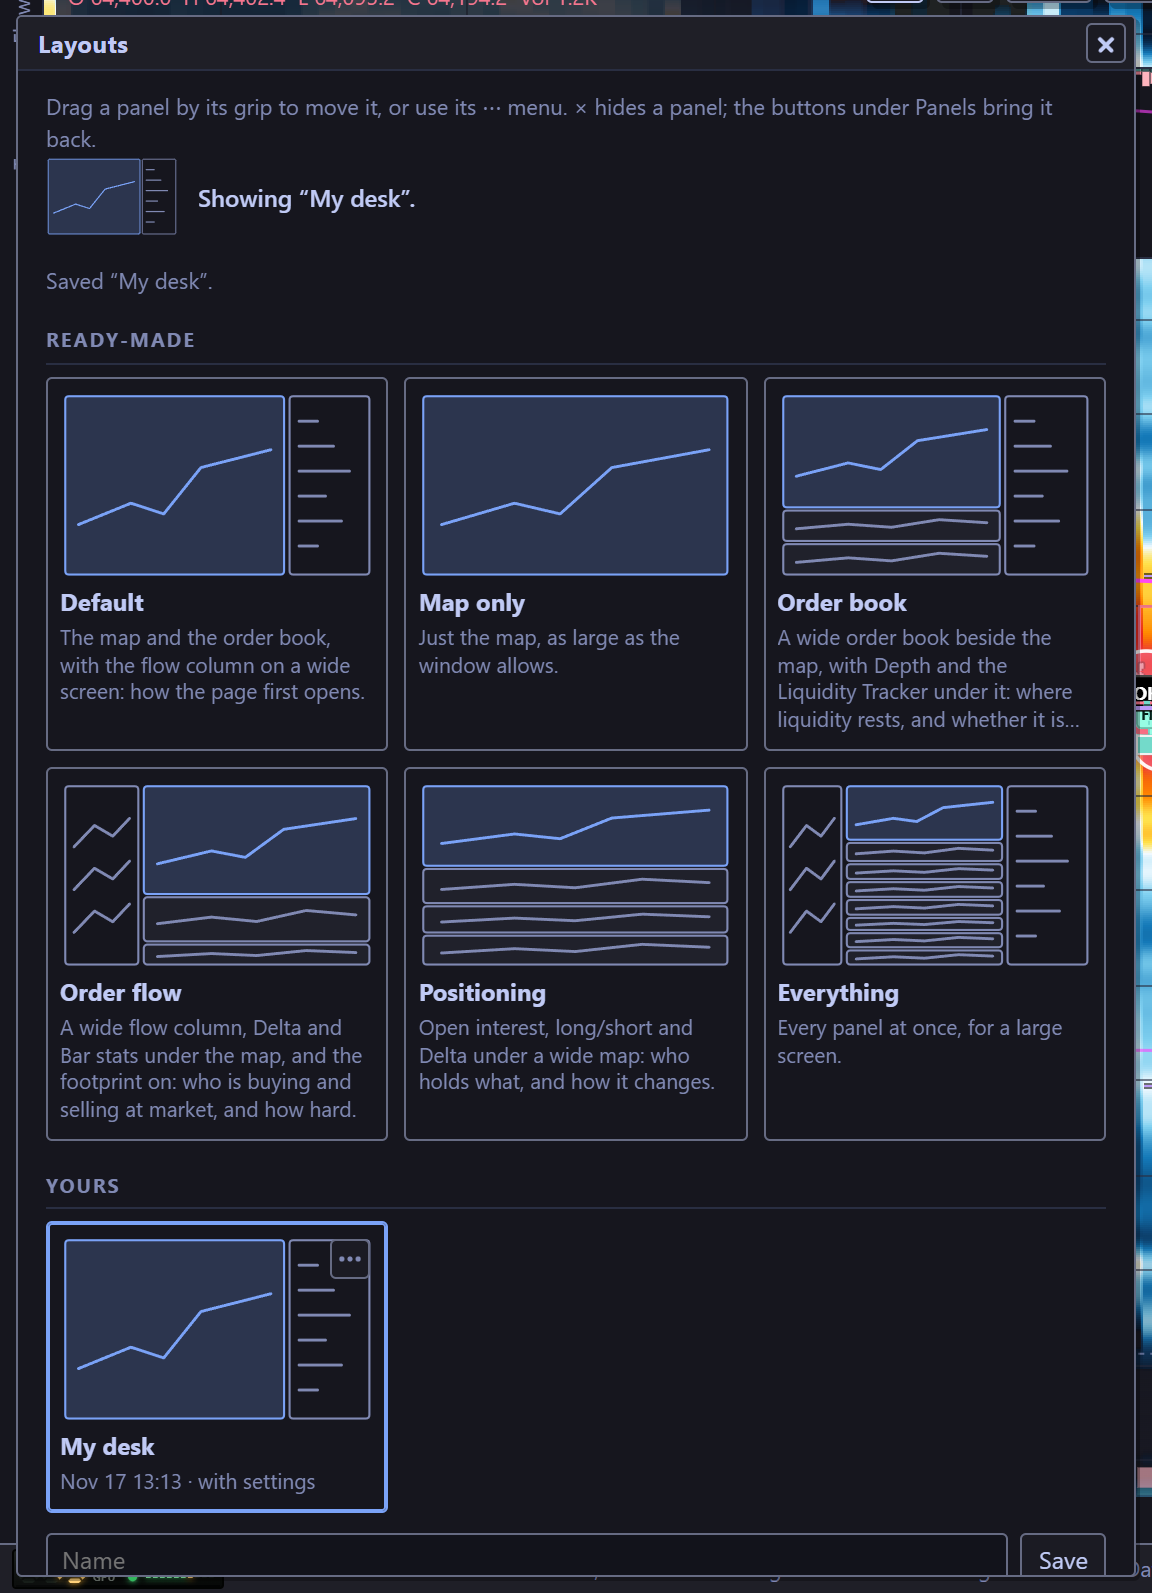 Layouts
Drag a panel by its grip to move it, or use its ··· menu. × hides a panel; the buttons under Panels bring it
back.
Showing “My desk”.
Saved “My desk”.
READY-MADE
Default
The map and the order book,
with the flow column on a wide
screen: how the page first opens.
Map only
Just the map, as large as the
window allows.
Order book
A wide order book beside the
map, with Depth and the
Liquidity Tracker under it: where
liquidity rests, and whether it is...
Order flow
A wide flow column, Delta and
Bar stats under the map, and the
footprint on: who is buying and
selling at market, and how hard.
Positioning
Open interest, long/short and
Delta under a wide map: who
holds what, and how it changes.
Everything
Every panel at once, for a large
screen.
YOURS
My desk
Nov 17 13:13 · with settings
Name
Save